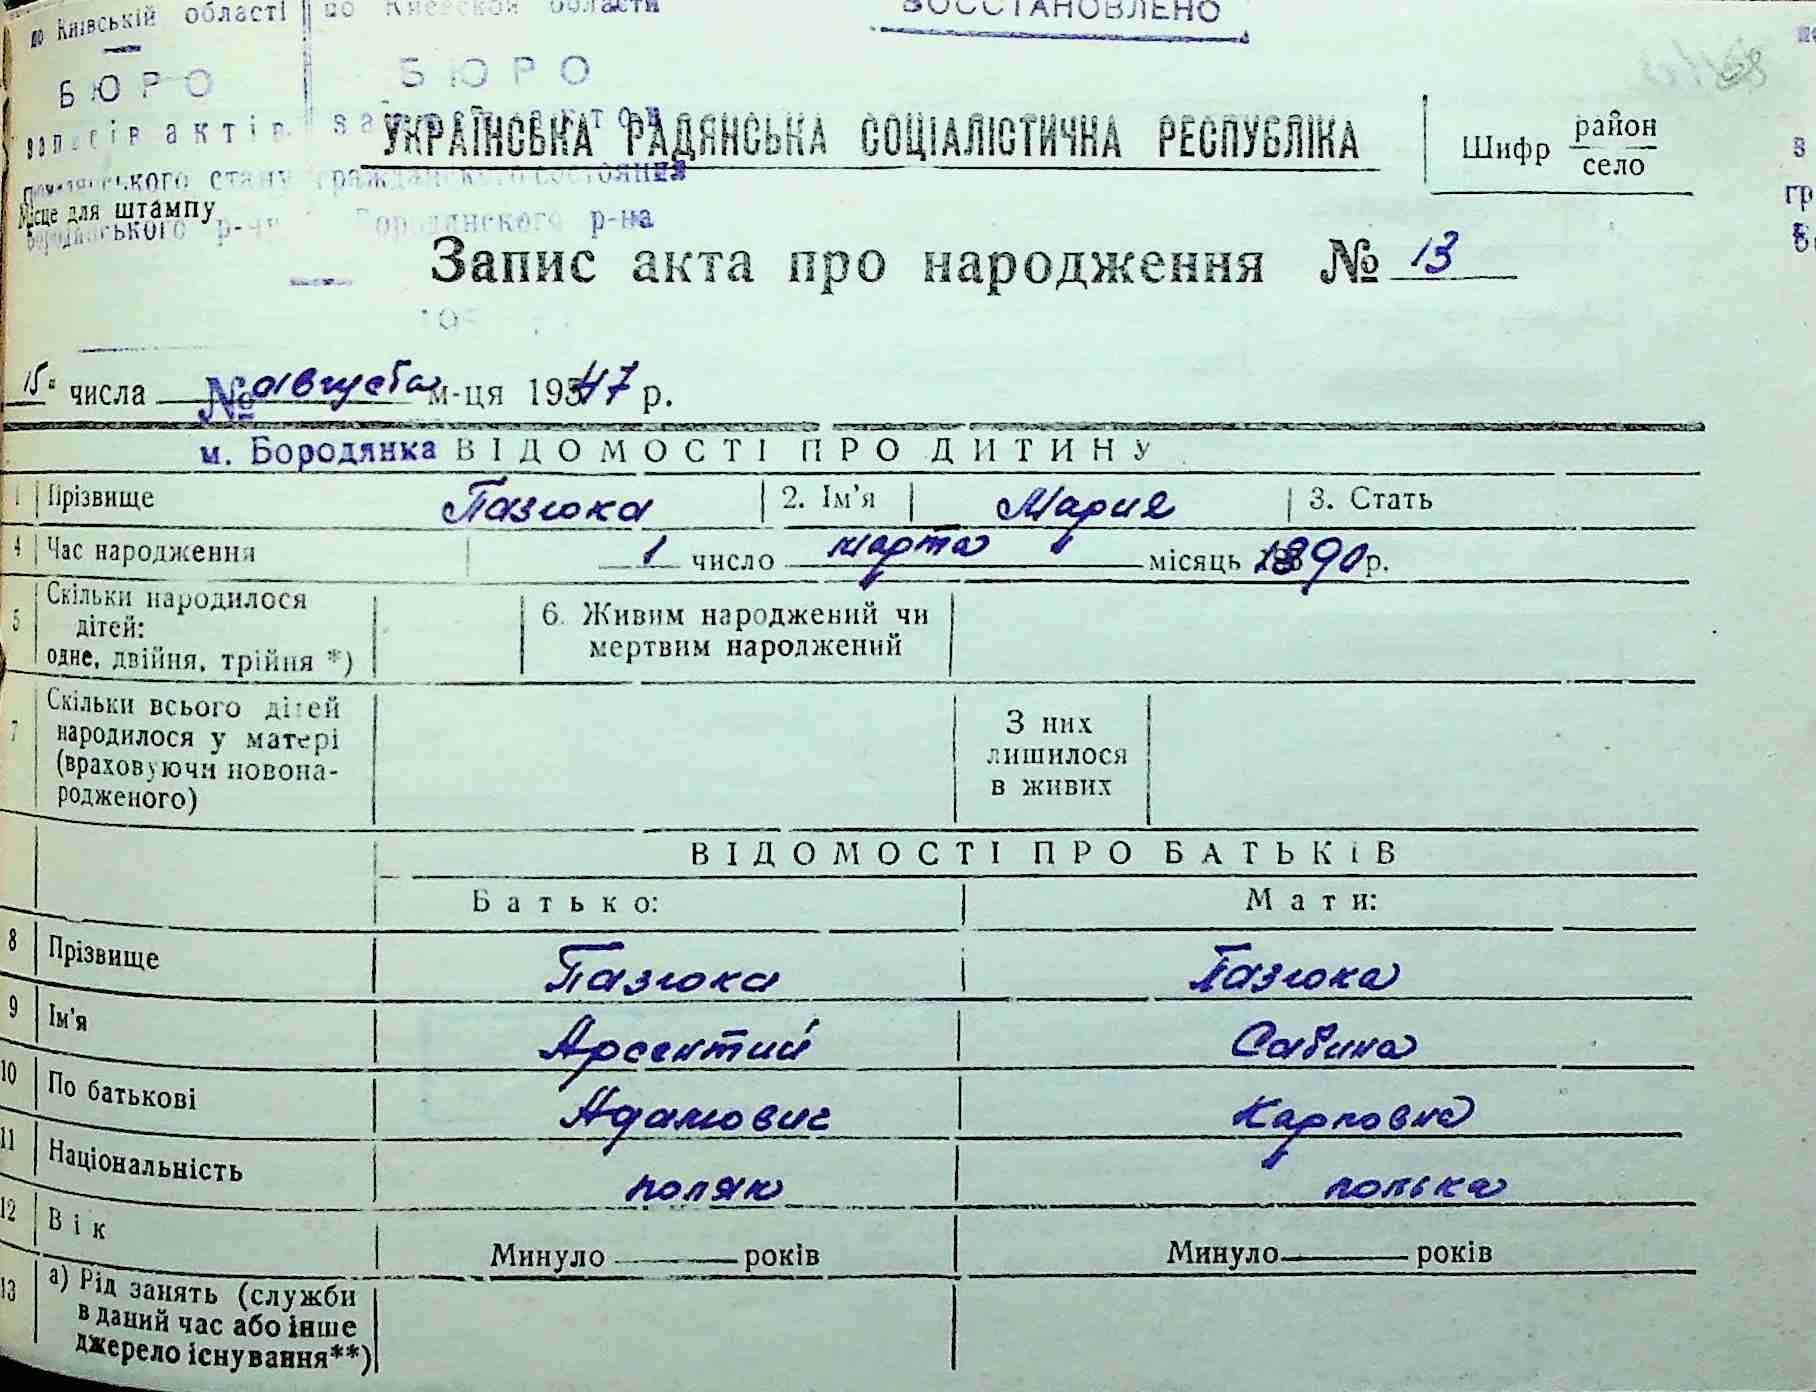 по Київській області по Киевской области
ВОССТАНОВЛЕНО
БЮРО БЮРО
записів актів
УКРАЇНСЬКА РАДЯНСЬКА СОЦІАЛІСТИЧНА РЕСПУБЛІКА
Шифр район
село
громадянського стану гражданского состояния
Місце для штампу
Бородянського р-ну Бородянского р-на
Запис акта про народження № 13
15" числа № августа м-ця 1947 р.
м. Бородянка ВІДОМОСТІ ПРО ДИТИНУ
1 Прізвище Пазюка 2. Ім'я Мария 3. Стать
4 Час народження 1 число марта місяць 1890 р.
5 Скільки народилося
дітей:
одне, двійня, трійня *)
6. Живим народжений чи
мертвим народжений
7 Скільки всього дітей
народилося у матері
(враховуючи новона-
родженого)
З них
лишилося
в живих
ВІДОМОСТІ ПРО БАТЬКІВ
Батько: Мати:
8 Прізвище Пазюка Пазюка
9 Ім'я Арсентий Сабина
10 По батькові Адамович Карповна
11 Національність поляк полька
12 Вік Минуло років Минуло років
13 а) Рід занять (служби
в даний час або інше
джерело існування**)